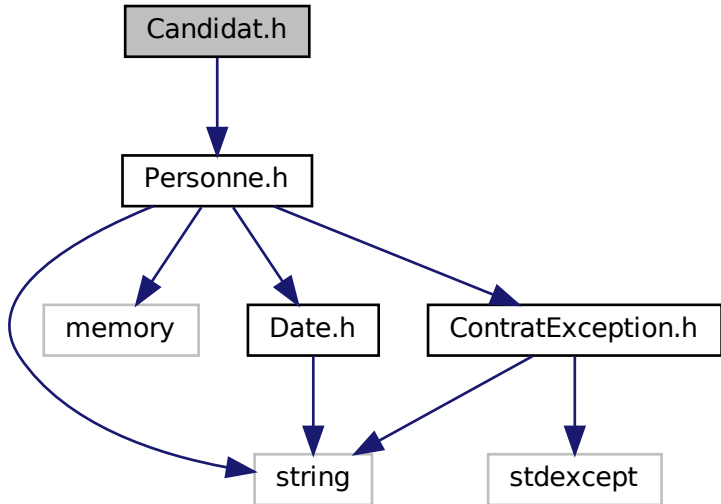 Candidat.h
Personne.h
memory
Date.h
ContratException.h
string
stdexcept